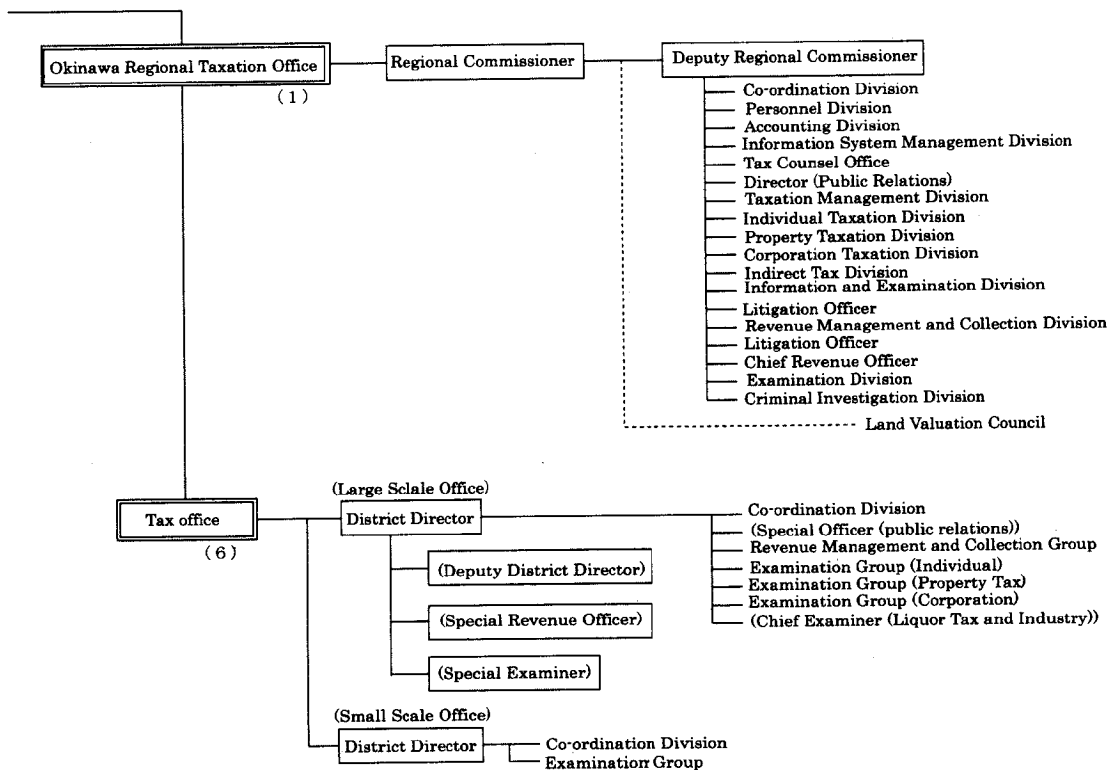 Okinawa Regional Taxation Office
(1)
Regional Commissioner
Deputy Regional Commissioner
Co-ordination Division
Personnel Division
Accounting Division
Information System Management Division
Tax Counsel Office
Director (Public Relations)
Taxation Management Division
Individual Taxation Division
Property Taxation Division
Corporation Taxation Division
Indirect Tax Division
Information and Examination Division
Litigation Officer
Revenue Management and Collection Division
Litigation Officer
Chief Revenue Officer
Examination Division
Criminal Investigation Division
Land Valuation Council
Tax office
(6)
(Large Sclale Office)
District Director
(Deputy District Director)
(Special Revenue Officer)
(Special Examiner)
Co-ordination Division
(Special Officer (public relations))
Revenue Management and Collection Group
Examination Group (Individual)
Examination Group (Property Tax)
Examination Group (Corporation)
(Chief Examiner (Liquor Tax and Industry))
(Small Scale Office)
District Director
Co-ordination Division
Examination Group